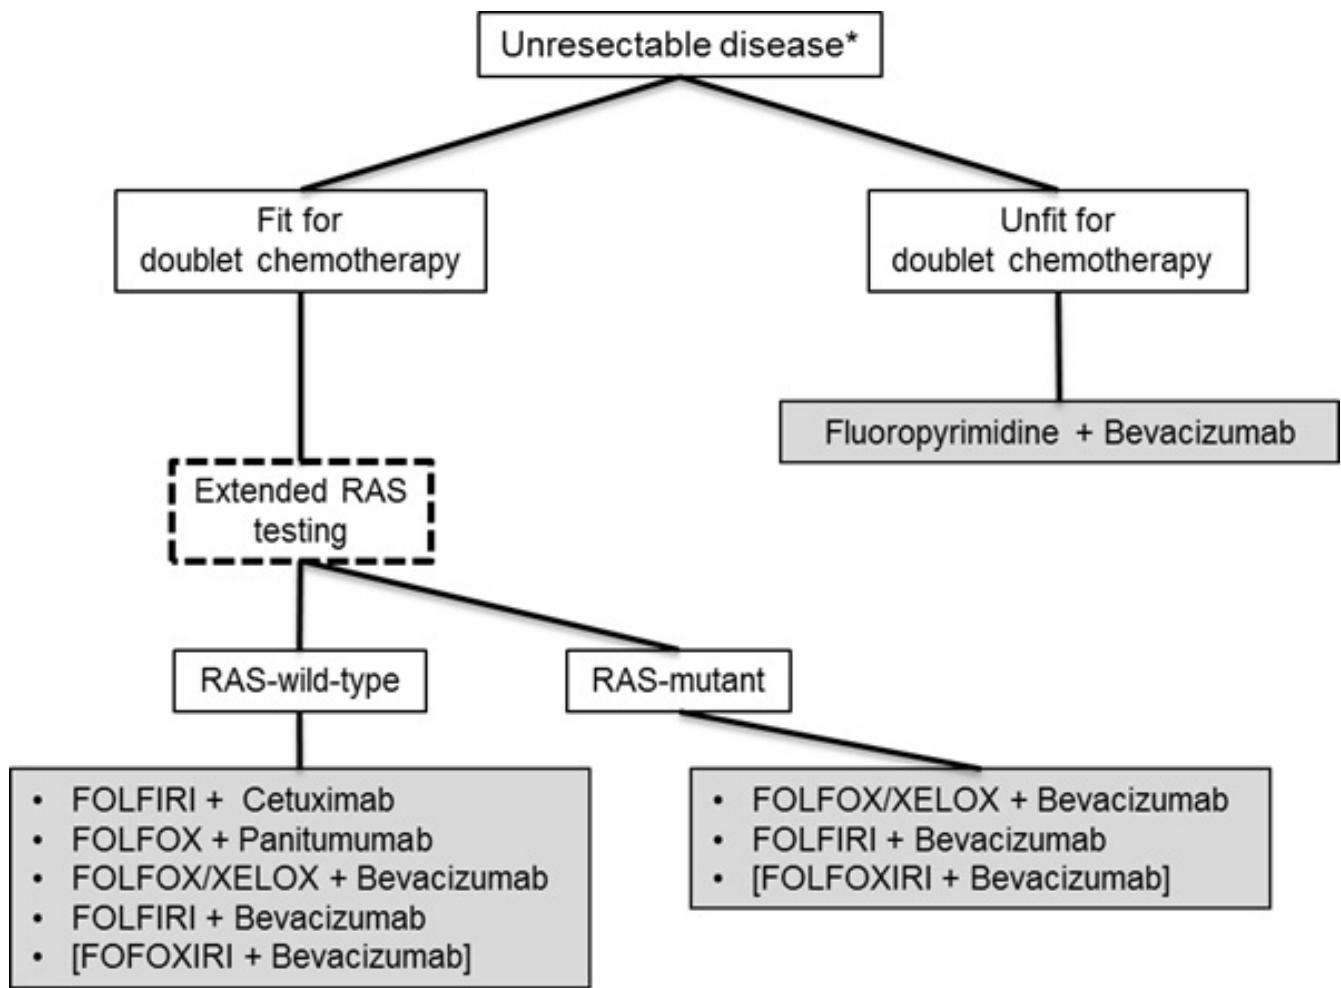 Unresectable disease*
Fit for
doublet chemotherapy
Unfit for
doublet chemotherapy
Fluoropyrimidine + Bevacizumab
Extended RAS
testing
RAS-wild-type
RAS-mutant
• FOLFIRI + Cetuximab
• FOLFOX + Panitumumab
• FOLFOX/XELOX + Bevacizumab
• FOLFIRI + Bevacizumab
• [FOFOXIRI + Bevacizumab]
• FOLFOX/XELOX + Bevacizumab
• FOLFIRI + Bevacizumab
• [FOLFOXIRI + Bevacizumab]